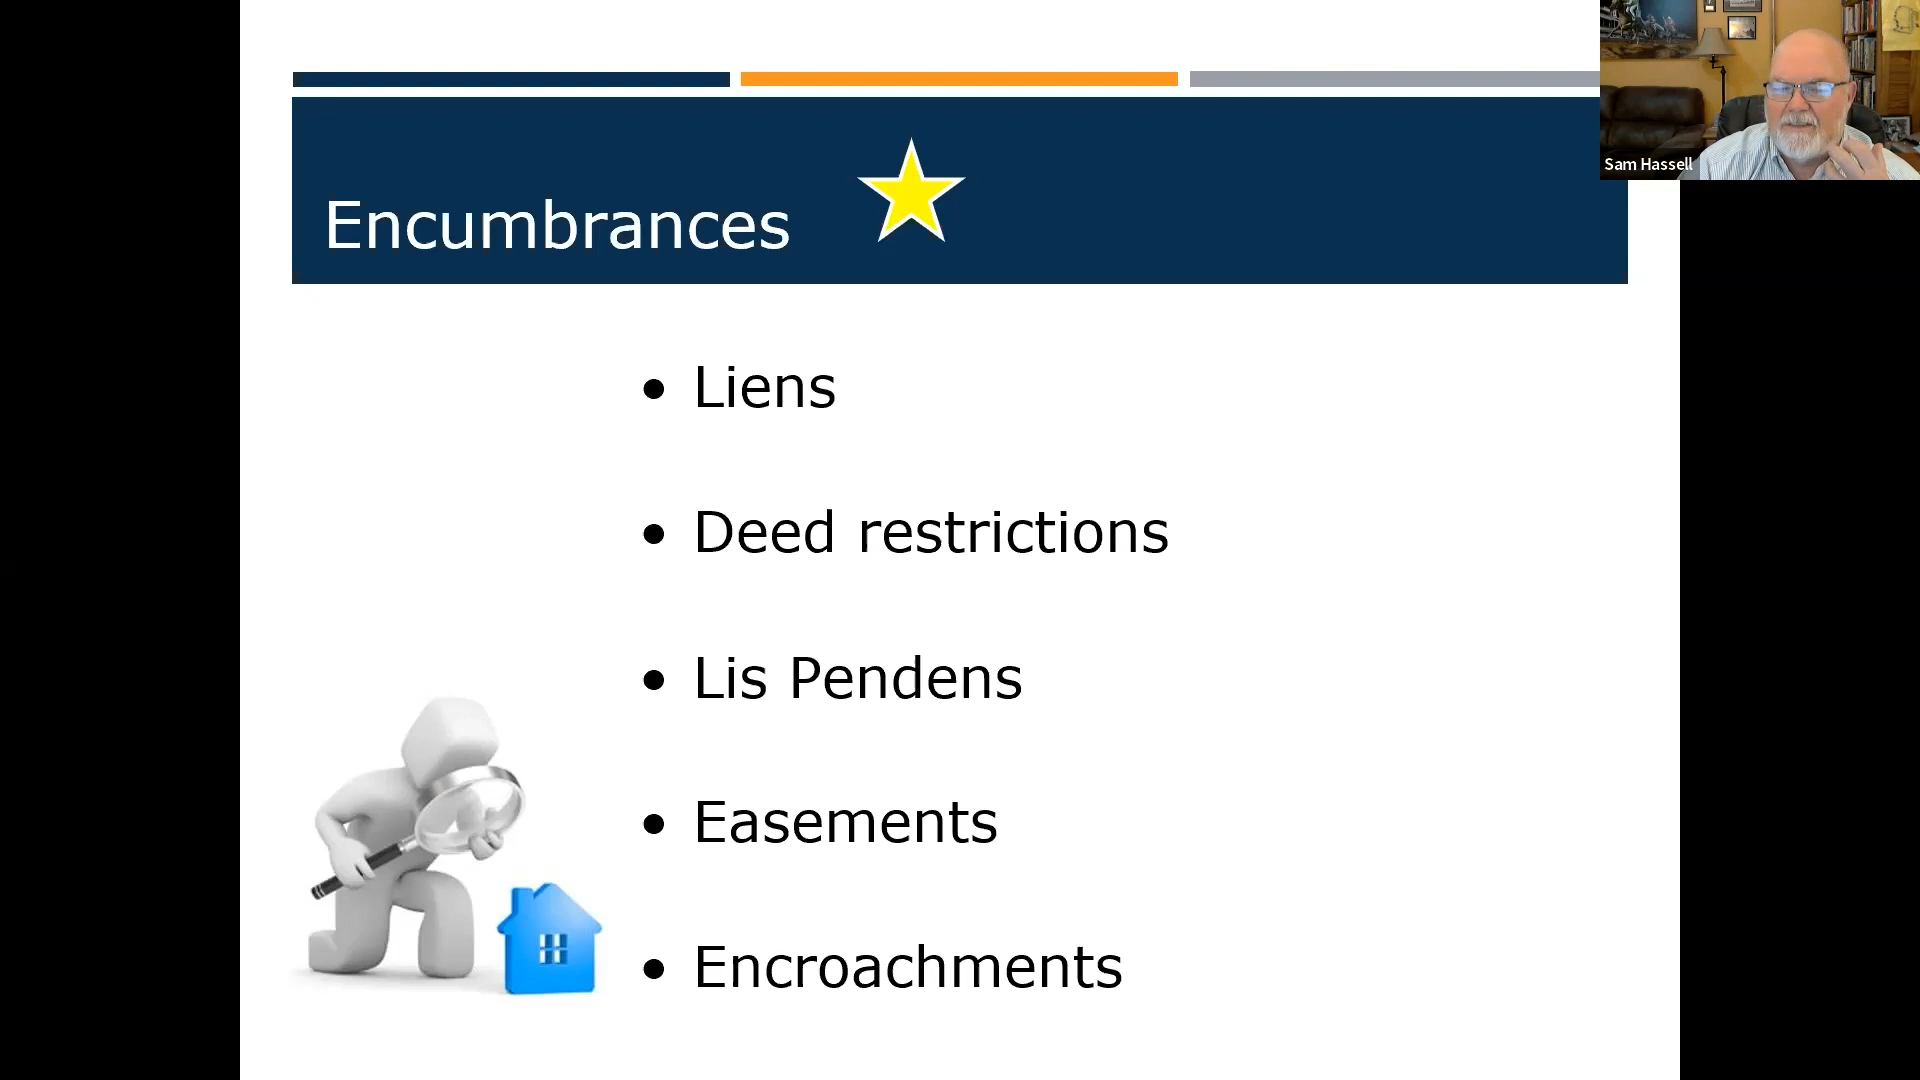 Encumbrances
• Liens
• Deed restrictions
• Lis Pendens
• Easements
• Encroachments
Sam Hassell